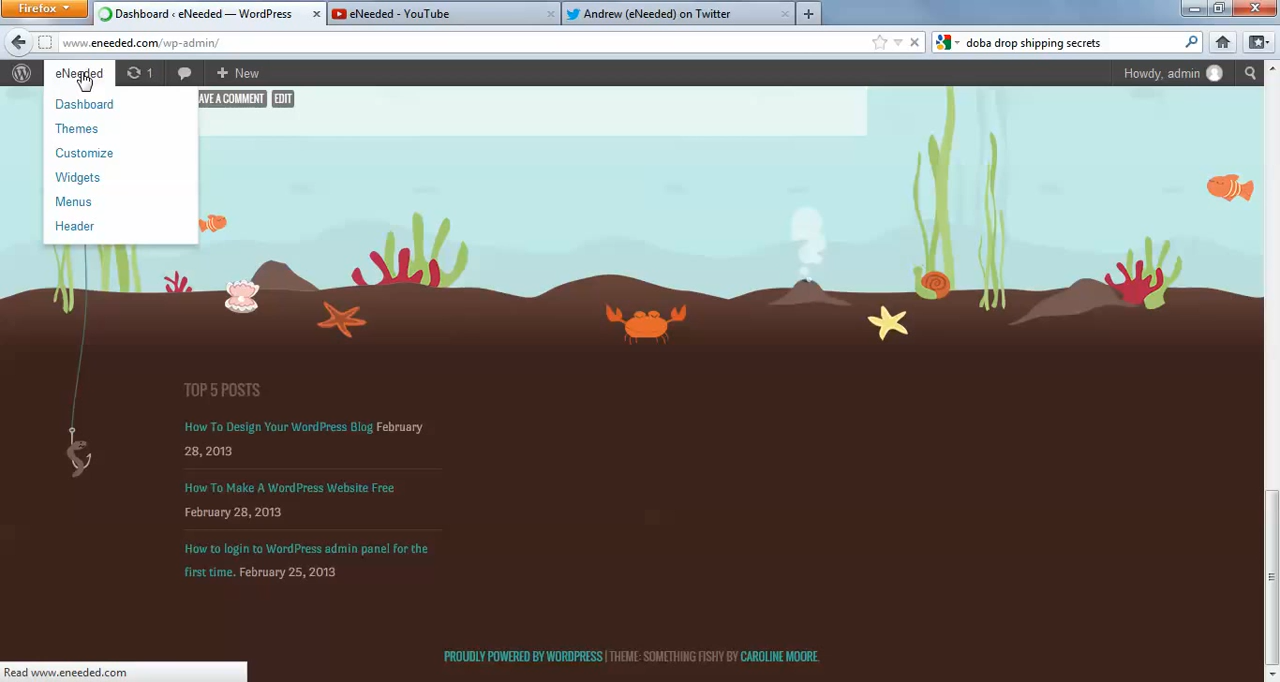 Firefox
Dashboard ‹ eNeeded — WordPress
eNeeded - YouTube
Andrew (eNeeded) on Twitter
www.eneeded.com/wp-admin/
doba drop shipping secrets
eNeeded
1
New
Howdy, admin
Dashboard
Themes
Customize
Widgets
Menus
Header
AVE A COMMENT
EDIT
TOP 5 POSTS
How To Design Your WordPress Blog February
28, 2013
How To Make A WordPress Website Free
February 28, 2013
How to login to WordPress admin panel for the
first time. February 25, 2013
PROUDLY POWERED BY WORDPRESS | THEME: SOMETHING FISHY BY CAROLINE MOORE.
Read www.eneeded.com